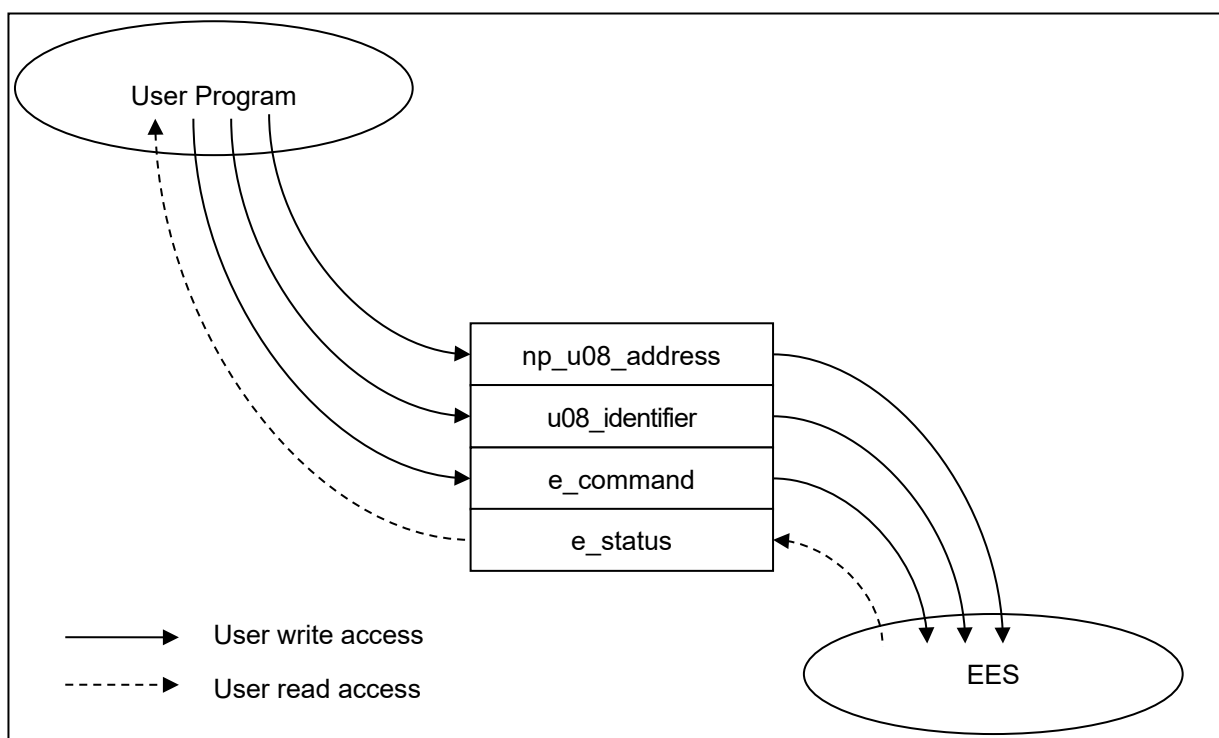 User Program
np_u08_address
u08_identifier
e_command
e_status
User write access
User read access
EES